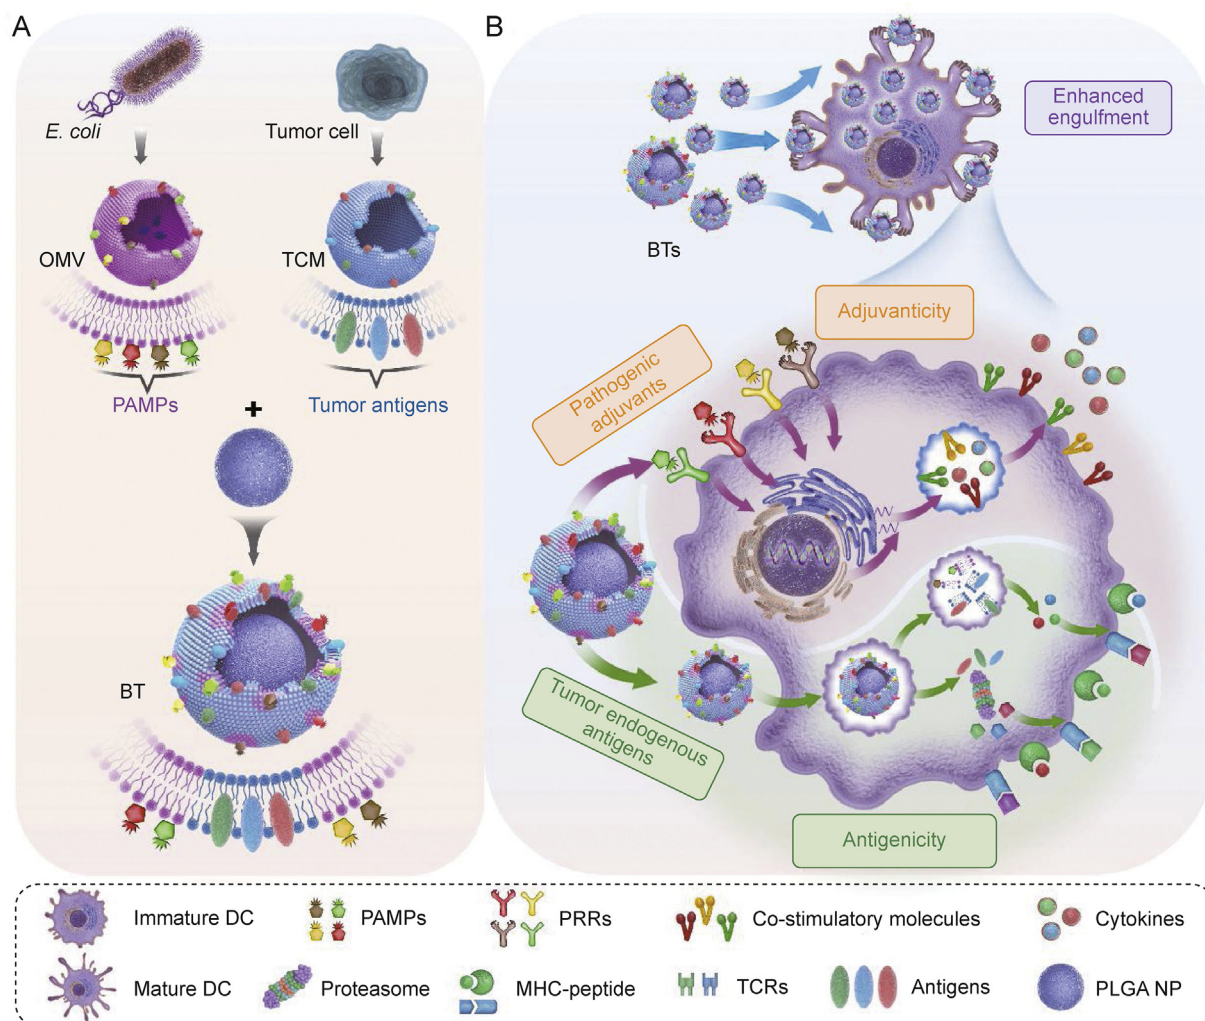 A
E. coli
Tumor cell
OMV
TCM
PAMPs
Tumor antigens
+
BT
B
Enhanced
engulfment
BTs
Adjuvanticity
Pathogenic
adjuvants
Tumor endogenous
antigens
Antigenicity
Immature DC
PAMPs
PRRs
Co-stimulatory molecules
Cytokines
Mature DC
Proteasome
MHC-peptide
TCRs
Antigens
PLGA NP